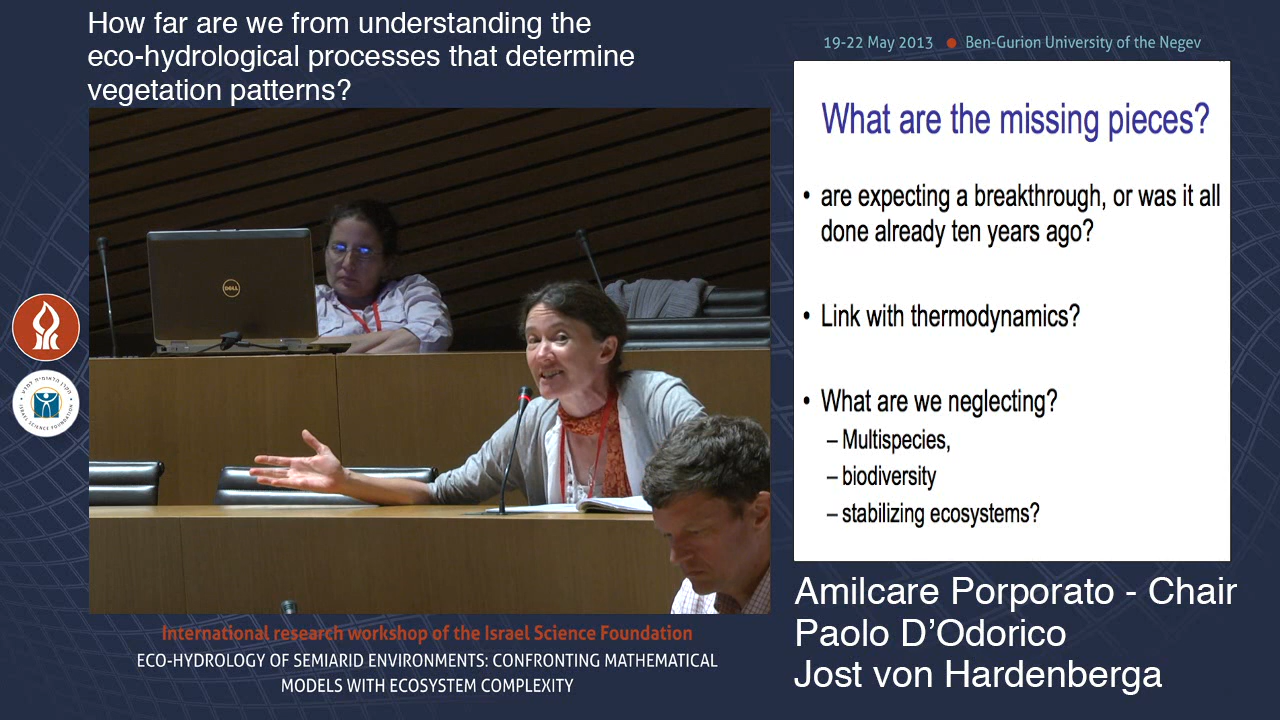 How far are we from understanding the
eco-hydrological processes that determine
vegetation patterns?
19-22 May 2013 ● Ben-Gurion University of the Negev
What are the missing pieces?
• are expecting a breakthrough, or was it all
done already ten years ago?
• Link with thermodynamics?
• What are we neglecting?
– Multispecies,
– biodiversity
– stabilizing ecosystems?
DELL
ISRAEL SCIENCE FOUNDATION
International research workshop of the Israel Science Foundation
ECO-HYDROLOGY OF SEMIARID ENVIRONMENTS: CONFRONTING MATHEMATICAL
MODELS WITH ECOSYSTEM COMPLEXITY
Amilcare Porporato - Chair
Paolo D’Odorico
Jost von Hardenberga